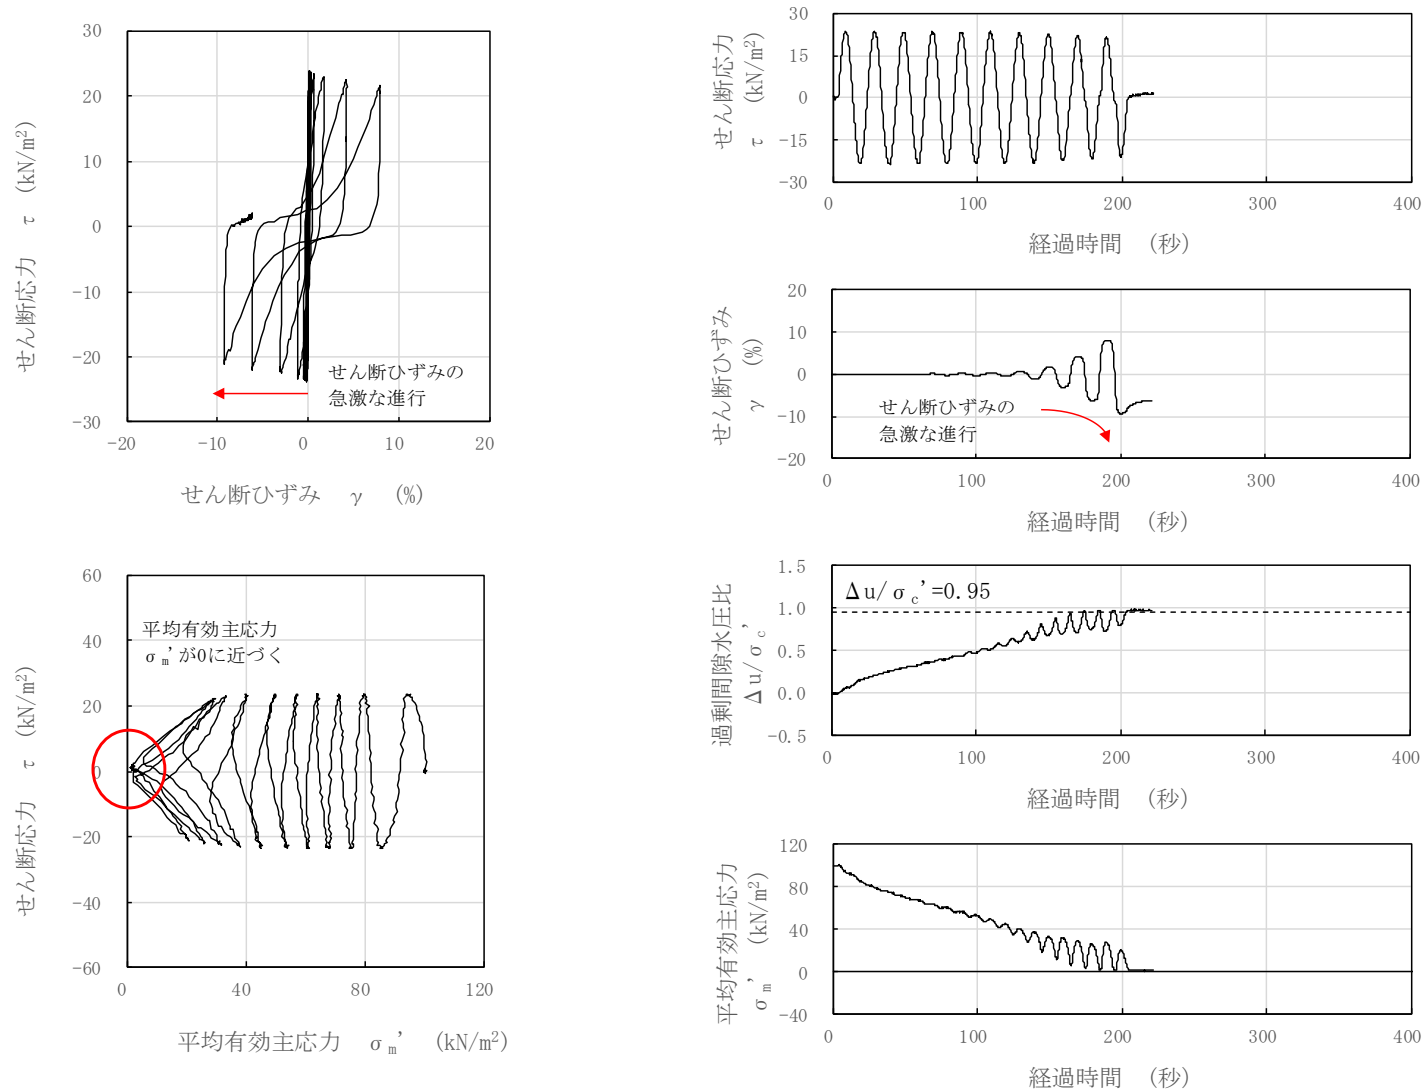 30
20
10
0
-10
-20
-30
-20
-10
0
10
20
せん断応力 τ (kN/m²)
せん断ひずみ γ (%)
せん断ひずみの
急激な進行
60
40
20
0
-20
-40
-60
0
40
80
120
せん断応力 τ (kN/m²)
平均有効主応力 σm' (kN/m²)
平均有効主応力
σm'が0に近づく
30
15
0
-15
-30
0
100
200
300
400
せん断応力
τ (kN/m²)
経過時間 (秒)
20
10
0
-10
-20
0
100
200
300
400
せん断ひずみ
γ (%)
経過時間 (秒)
せん断ひずみの
急激な進行
1.5
1.0
0.5
0.0
-0.5
0
100
200
300
400
過剰間隙水圧比
Δu/σc'
経過時間 (秒)
Δu/σc'=0.95
120
80
40
0
-40
0
100
200
300
400
平均有効主応力
σm' (kN/m²)
経過時間 (秒)